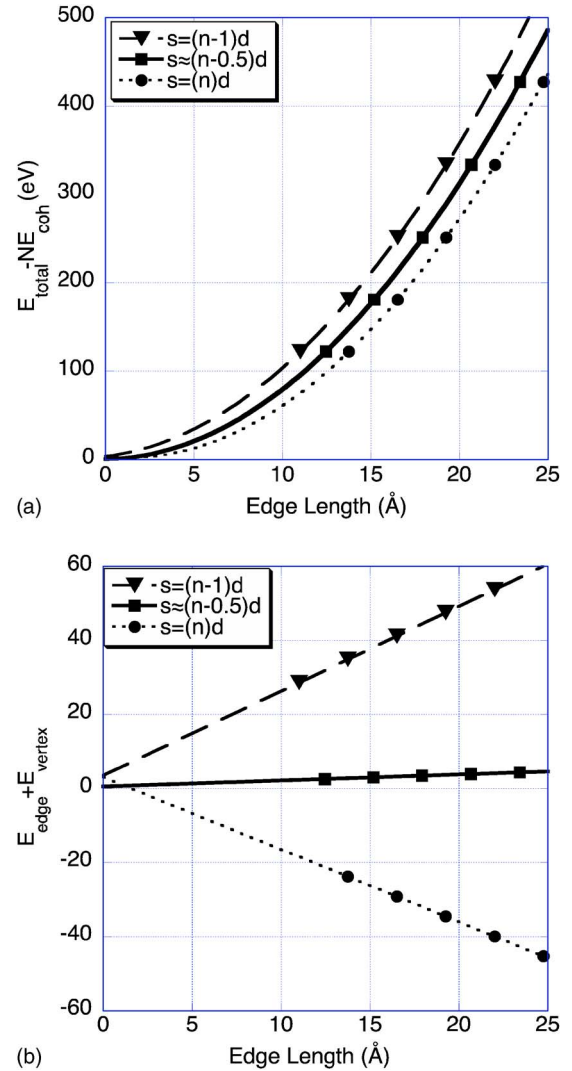 500
400
300
200
100
0
E_total-NE_coh (eV)
s=(n-1)d
s≈(n-0.5)d
s=(n)d
0 5 10 15 20 25
Edge Length (Å)
(a)
60
40
20
0
-20
-40
-60
E_edge+E_vertex
s=(n-1)d
s≈(n-0.5)d
s=(n)d
0 5 10 15 20 25
Edge Length (Å)
(b)